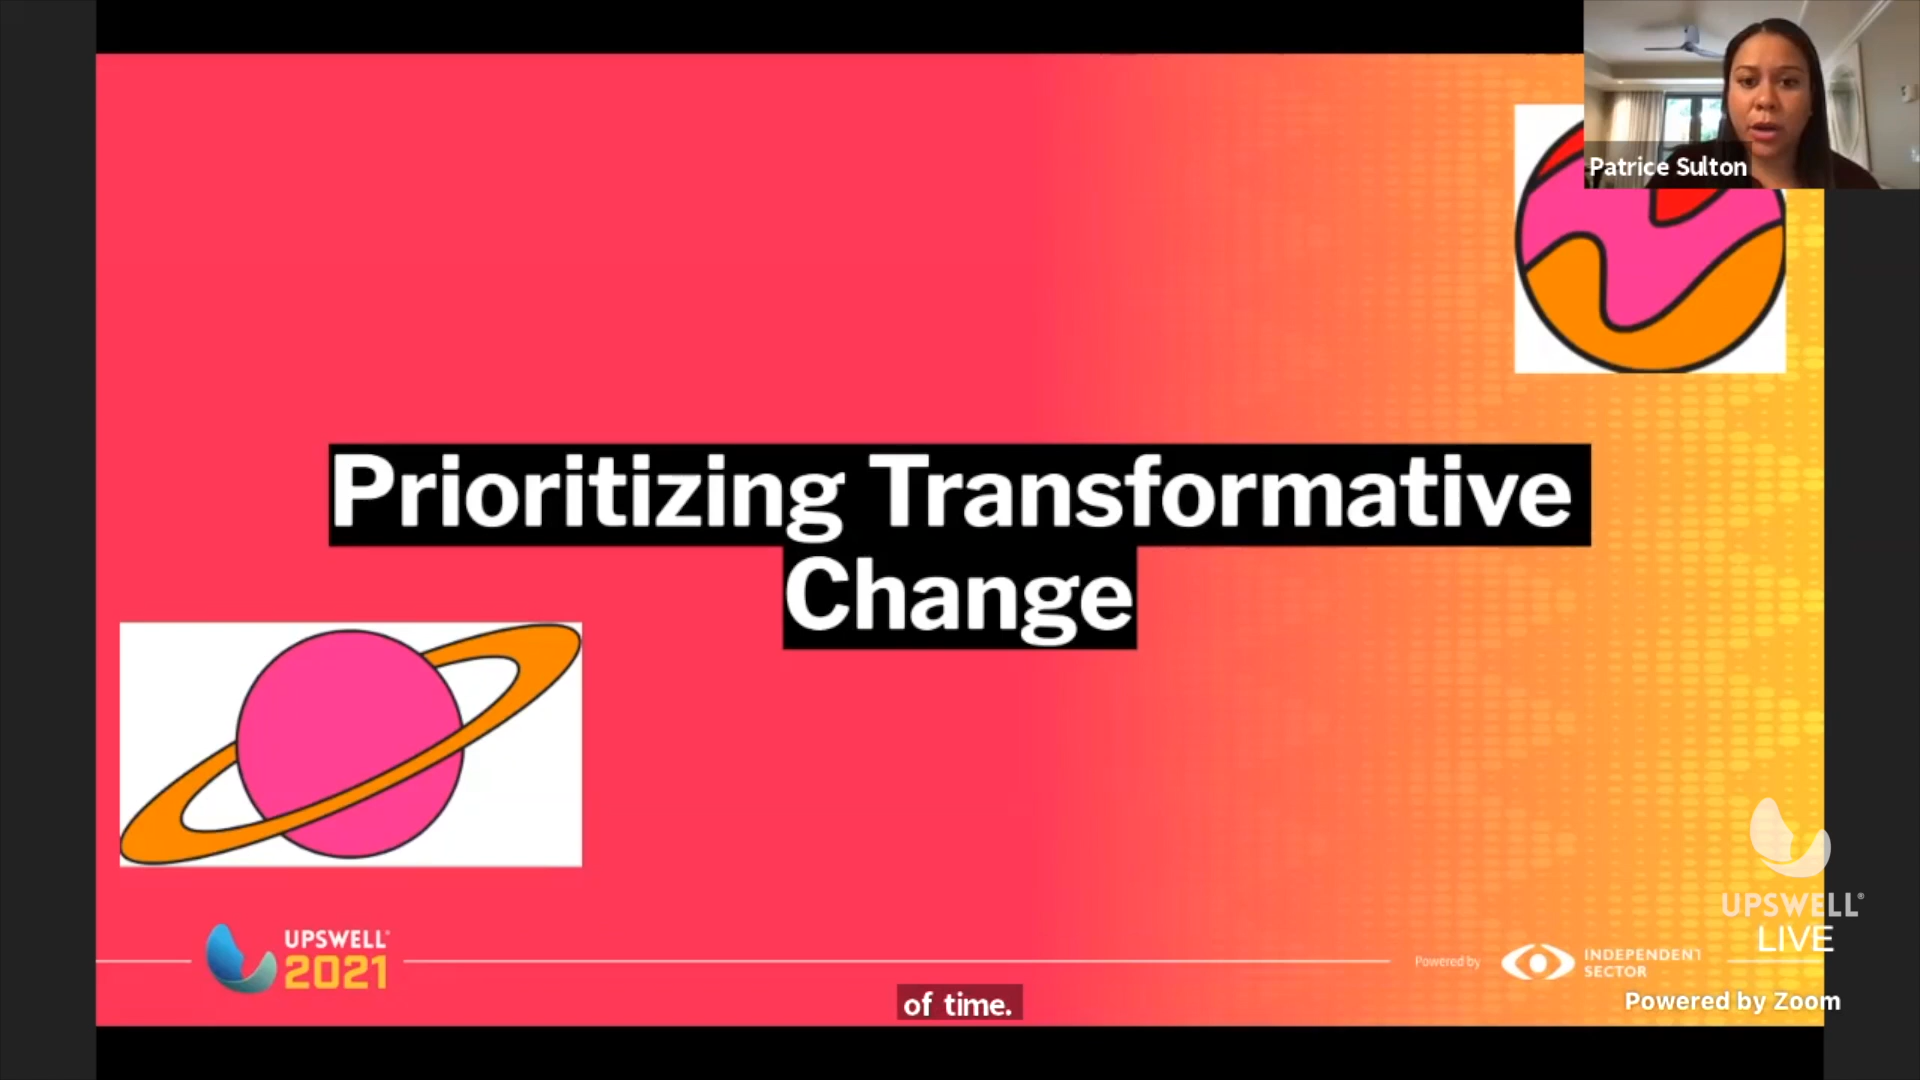 Patrice Sulton
Prioritizing Transformative
Change
UPSWELL®
LIVE
UPSWELL
2021
Powered by
INDEPENDENT
SECTOR
of time.
Powered by Zoom